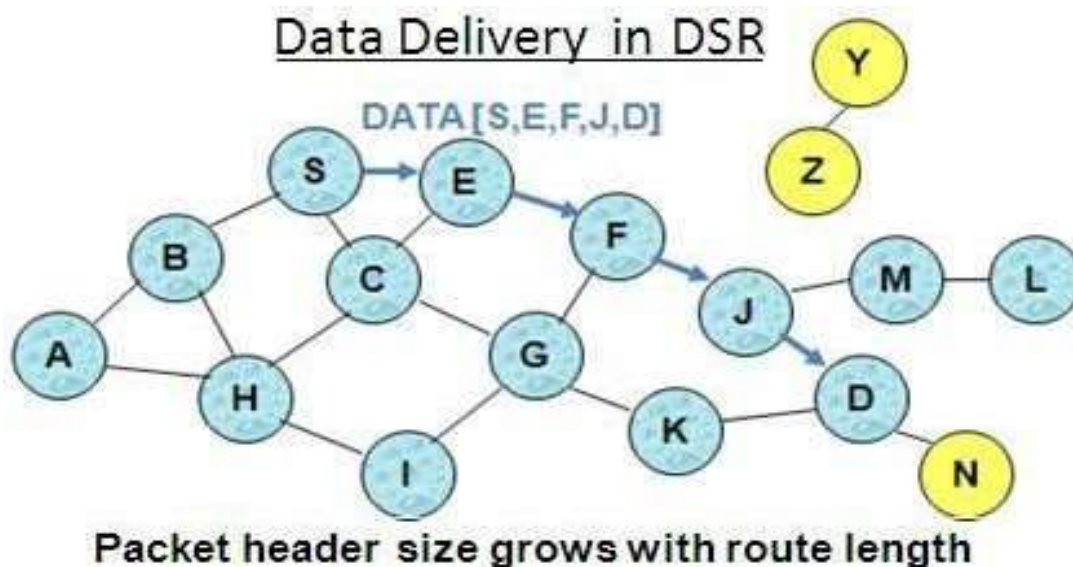 Data Delivery in DSR
Y
DATA [S,E,F,J,D]
S
E
Z
F
B
C
M
L
J
A
G
H
D
K
I
N
Packet header size grows with route length